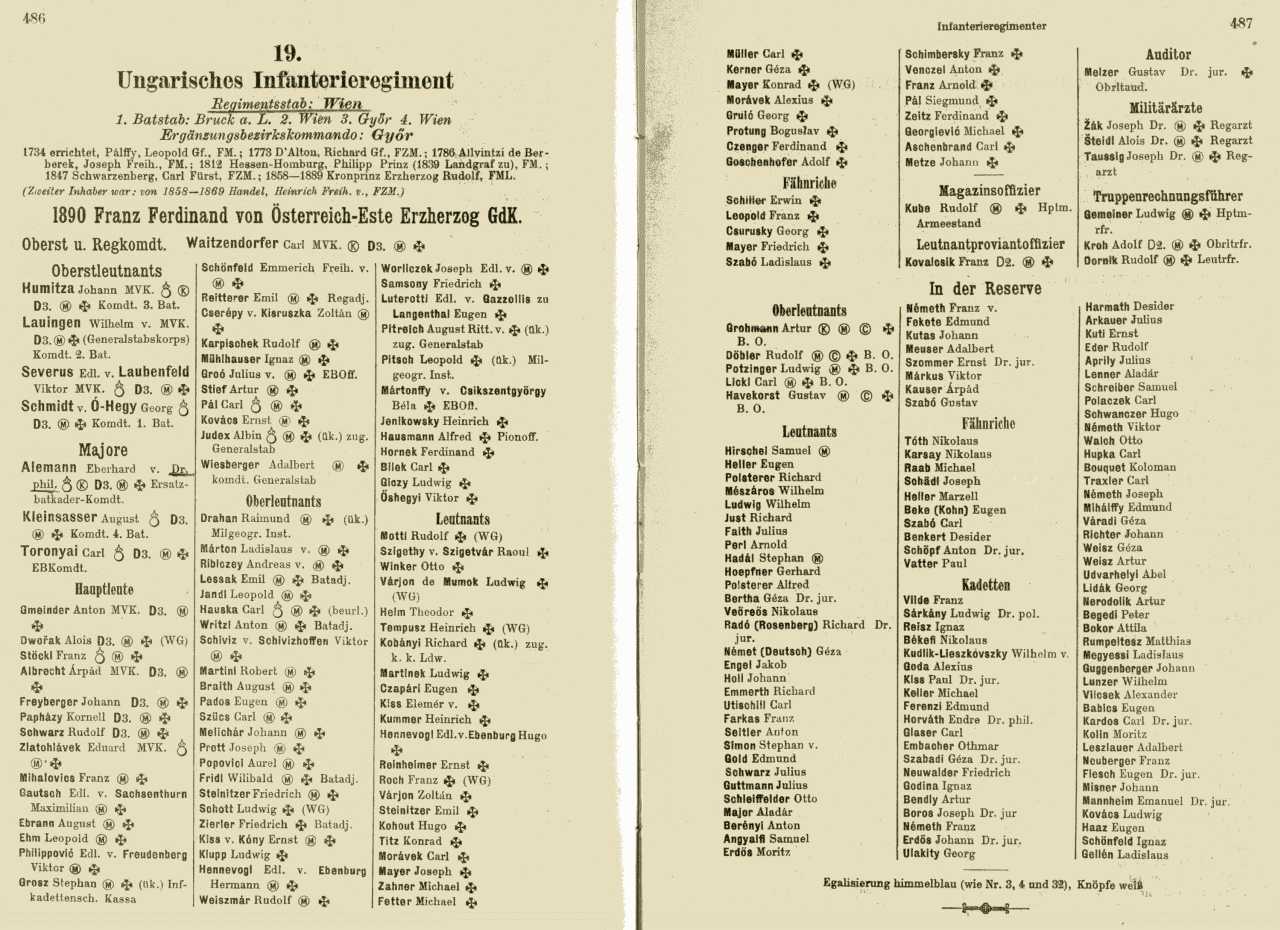 486
19.
Ungarisches Infanterieregiment
Regimentsstab: Wien
1. Batstab: Bruck a. L. 2. Wien 3. Győr 4. Wien
Ergänzungsbezirkskommando: Győr
1734 errichtet, Pálffy, Leopold Gf., FM.; 1773 D'Alton, Richard Gf., FZM.; 1786 Allvintzi de Ber-
berek, Joseph Freih., FM.; 1812 Hessen-Homburg, Philipp Prinz (1839 Landgraf zu), FM.;
1847 Schwarzenberg, Carl Fürst, FZM.; 1858—1889 Kronprinz Erzherzog Rudolf, FML.
(Zweiter Inhaber war: von 1858—1869 Handel, Heinrich Freih. v., FZM.)
1890 Franz Ferdinand von Österreich-Este Erzherzog GdK.
Oberst u. Regkomdt. Waitzendorfer Carl MVK. Ⓚ D3. Ⓜ ✠
Oberstleutnants
Humitza Johann MVK. Ⓚ
D3. Ⓜ ✠ Komdt. 3. Bat.
Lauingen Wilhelm v. MVK.
D3. Ⓜ ✠ (Generalstabskorps)
Komdt. 2. Bat.
Severus Edl. v. Laubenfeld
Viktor MVK. D3. Ⓜ ✠
Schmidt v. Ó-Hegy Georg
D3. Ⓜ ✠ Komdt. 1. Bat.
Majore
Alemann Eberhard v. Dr.
phil. Ⓚ D3. Ⓜ ✠ Ersatz-
batkader-Komdt.
Kleinsasser August D3.
Ⓜ ✠ Komdt. 4. Bat.
Toronyai Carl D3. Ⓜ ✠
EBKomdt.
Hauptleute
Gmeinder Anton MVK. D3. Ⓜ
✠
Dwořak Alois D3. Ⓜ ✠ (WG)
Stöckl Franz Ⓜ ✠
Albrecht Árpád MVK. D3. Ⓜ
✠
Freyberger Johann D3. Ⓜ ✠
Papházy Kornell D3. Ⓜ ✠
Schwarz Rudolf D3. Ⓜ ✠
Zlatohlávek Eduard MVK.
Ⓜ ✠
Mihalovics Franz Ⓜ ✠
Gautsch Edl. v. Sachsenthurn
Maximilian Ⓜ ✠
Ebrann August Ⓜ ✠
Ehm Leopold Ⓜ ✠
Philippović Edl. v. Freudenberg
Viktor Ⓜ ✠
Grosz Stephan Ⓜ ✠ (ük.) Inf-
kadettensch. Kassa
Schönfeld Emmerich Freih. v.
Ⓜ ✠
Reitterer Emil Ⓜ ✠ Regadj.
Cserépy v. Kisruszka Zoltán Ⓜ
✠
Karpischek Rudolf Ⓜ ✠
Mühlhauser Ignaz Ⓜ ✠
Groó Julius v. Ⓜ ✠ EBOff.
Stief Artur Ⓜ ✠
Pál Carl Ⓜ ✠
Kovács Ernst Ⓜ ✠
Judex Albin Ⓜ ✠ (ük.) zug.
Generalstab
Wiesberger Adalbert Ⓜ ✠
komdt. Generalstab
Oberleutnants
Drahan Raimund Ⓜ ✠ (ük.)
Milgeogr. Inst.
Márton Ladislaus v. Ⓜ ✠
Ribiczey Andreas v. Ⓜ ✠
Lessak Emil Ⓜ ✠ Batadj.
Jandl Leopold Ⓜ ✠
Hauska Carl Ⓜ ✠ (beurl.)
Writzl Anton Ⓜ ✠ Batadj.
Schiviz v. Schivizhoffen Viktor
Ⓜ ✠
Martini Robert Ⓜ ✠
Braith August Ⓜ ✠
Pados Eugen Ⓜ ✠
Szücs Carl Ⓜ ✠
Melichár Johann Ⓜ ✠
Prett Joseph Ⓜ ✠
Popovici Aurel Ⓜ ✠
Fridl Wilibald Ⓜ ✠ Batadj.
Steinitzer Friedrich Ⓜ ✠
Schott Ludwig ✠ (WG)
Zierler Friedrich ✠ Batadj.
Kiss v. Kóny Ernst Ⓜ ✠
Klupp Ludwig ✠
Hennevogl Edl. v. Ebenburg
Hermann Ⓜ ✠
Weiszmár Rudolf Ⓜ ✠
Worliczek Joseph Edl. v. Ⓜ ✠
Samsony Friedrich ✠
Luterotti Edl. v. Gazzollis zu
Langenthal Eugen ✠
Pitreich August Ritt. v. ✠ (ük.)
zug. Generalstab
Pitsch Leopold ✠ (ük.) Mil-
geogr. Inst.
Mártonffy v. Csikszentgyörgy
Béla ✠ EBOff.
Jenikowsky Heinrich ✠
Hausmann Alfred ✠ Pionoff.
Hornek Ferdinand ✠
Bilek Carl ✠
Giczy Ludwig ✠
Őshegyi Viktor ✠
Leutnants
Motti Rudolf ✠ (WG)
Szigethy v. Szigetvár Raoul ✠
Winker Otto ✠
Várjon de Mumok Ludwig ✠
(WG)
Helm Theodor ✠
Tempusz Heinrich ✠ (WG)
Kobányi Richard ✠ (ük.) zug.
k. k. Ldw.
Martinek Ludwig ✠
Czapári Eugen ✠
Kiss Elemér v. ✠
Kummer Heinrich ✠
Hennevogl Edl. v. Ebenburg Hugo
✠
Reinheimer Ernst ✠
Roch Franz ✠ (WG)
Várjon Zoltán ✠
Steinitzer Emil ✠
Kohout Hugo ✠
Titz Konrad ✠
Morávek Carl ✠
Mayer Joseph ✠
Zahner Michael ✠
Fetter Michael ✠
Infanterieregimenter
487
Müller Carl ✠
Kerner Géza ✠
Mayer Konrad ✠ (WG)
Morávek Alexius ✠
Gruić Georg ✠
Protung Boguslav ✠
Czenger Ferdinand ✠
Goschenhofer Adolf ✠
Fähnriche
Schiller Erwin ✠
Leopold Franz ✠
Csurusky Georg ✠
Mayer Friedrich ✠
Szabó Ladislaus ✠
Schimbersky Franz ✠
Venczel Anton ✠
Franz Arnold ✠
Pál Siegmund ✠
Zeitz Ferdinand ✠
Georgievič Michael ✠
Aschenbrand Carl ✠
Metze Johann ✠
Magazinsoffizier
Kube Rudolf Ⓜ ✠ Hptm.
Armeestand
Leutnantproviantoffizier
Kovalcsik Franz D2. Ⓜ ✠
Auditor
Melzer Gustav Dr. jur. ✠
Obrltaud.
Militärärzte
Žák Joseph Dr. Ⓜ ✠ Regarzt
Steidl Alois Dr. Ⓜ ✠ Regarzt
Taussig Joseph Dr. Ⓜ ✠ Reg-
arzt
Truppenrechnungsführer
Gemeiner Ludwig Ⓜ ✠ Hptm-
rfr.
Kroh Adolf D2. Ⓜ ✠ Obrltrfr.
Dornik Rudolf Ⓜ ✠ Leutrfr.
In der Reserve
Oberleutnants
Grohmann Artur Ⓚ Ⓜ Ⓒ ✠
B. O.
Döbler Rudolf Ⓜ Ⓒ ✠ B. O.
Potzinger Ludwig Ⓜ ✠ B. O.
Lickl Carl Ⓜ ✠ B. O.
Havekorst Gustav Ⓜ Ⓒ ✠
B. O.
Leutnants
Hirschel Samuel Ⓜ
Heller Eugen
Polsterer Richard
Mészáros Wilhelm
Ludwig Wilhelm
Just Richard
Faith Julius
Perl Arnold
Hadál Stephan Ⓜ
Hoepfner Gerhard
Polsterer Alfred
Bertha Géza Dr. jur.
Veöreös Nikolaus
Radó (Rosenberg) Richard Dr.
jur.
Német (Deutsch) Géza
Engel Jakob
Holl Johann
Emmerth Richard
Utischill Carl
Farkas Franz
Seitler Anton
Simon Stephan v.
Gold Edmund
Schwarz Julius
Guttmann Julius
Schleiffelder Otto
Major Aladár
Berényi Anton
Angyalfi Samuel
Erdős Moritz
Németh Franz v.
Fekete Edmund
Kutas Johann
Meuser Adalbert
Szommer Ernst Dr. jur.
Márkus Viktor
Kauser Árpád
Szabó Gustav
Fähnriche
Tóth Nikolaus
Karsay Nikolaus
Raab Michael
Schädl Joseph
Heller Marzell
Beke (Kohn) Eugen
Szabó Carl
Benkert Desider
Schöpf Anton Dr. jur.
Vatter Paul
Kadetten
Vilde Franz
Sárkány Ludwig Dr. pol.
Reisz Ignaz
Békefi Nikolaus
Kudlik-Lieszkóvszky Wilhelm v.
Goda Alexius
Kiss Paul Dr. jur.
Keller Michael
Ferenzi Edmund
Horváth Endre Dr. phil.
Glaser Carl
Embacher Othmar
Szabadi Géza Dr. jur.
Neuwalder Friedrich
Godina Ignaz
Bendly Artur
Boros Joseph Dr. jur
Németh Franz
Erdős Johann Dr. jur.
Ulakity Georg
Harmath Desider
Arkauer Julius
Kuti Ernst
Eder Rudolf
Aprily Julius
Lenner Aladár
Schreiber Samuel
Polaczek Carl
Schwanczer Hugo
Németh Viktor
Walch Otto
Hupka Carl
Bouquet Koloman
Traxler Carl
Németh Joseph
Mihálffy Edmund
Váradi Géza
Richter Johann
Weisz Géza
Weisz Artur
Udvarhelyi Abel
Lidák Georg
Nerodolik Artur
Begedi Peter
Bokor Attila
Rumpeltesz Matthias
Megyessi Ladislaus
Guggenberger Johann
Lunzer Wilhelm
Vilcsek Alexander
Babics Eugen
Kardos Carl Dr. jur.
Kolin Moritz
Leszlauer Adalbert
Neuberger Franz
Flesch Eugen Dr. jur.
Misner Johann
Mannheim Emanuel Dr. jur.
Kovács Ludwig
Haaz Eugen
Schönfeld Ignaz
Gellén Ladislaus
Egalisierung himmelblau (wie Nr. 3, 4 und 32), Knöpfe weiß